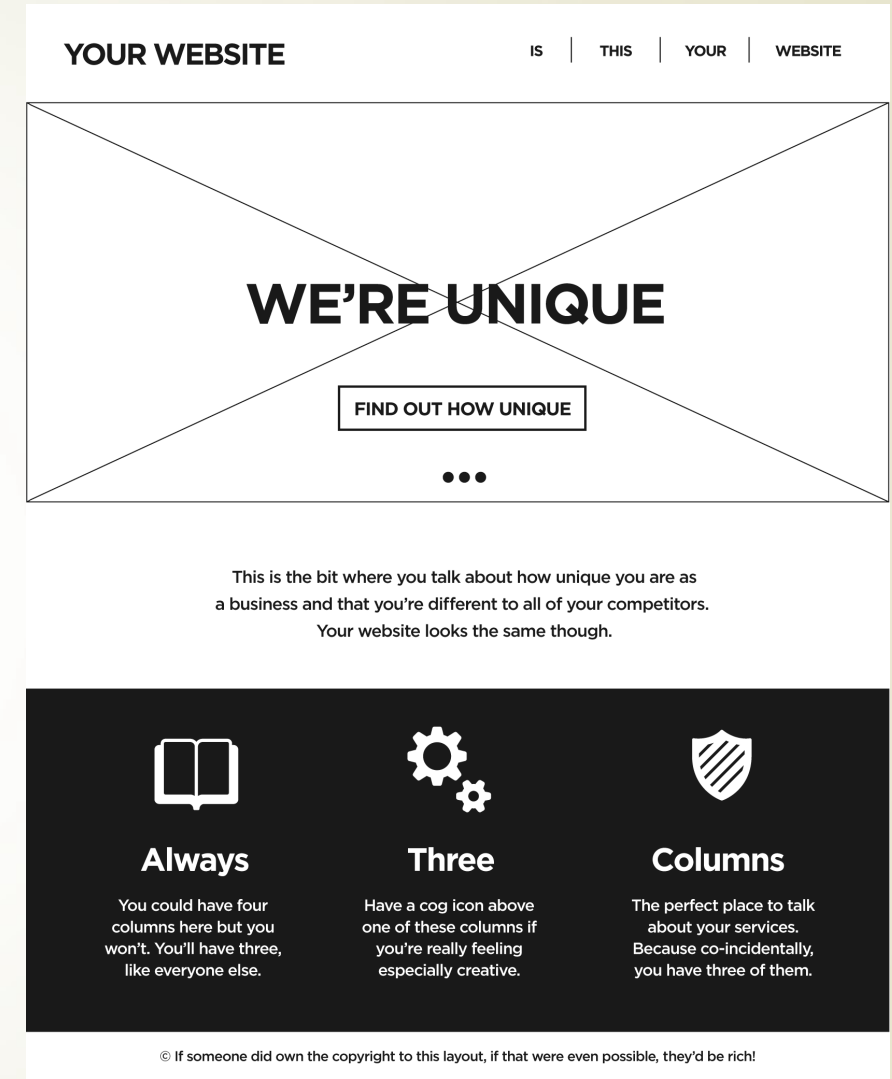 YOUR WEBSITE
IS
THIS
YOUR
WEBSITE
WE’RE UNIQUE
FIND OUT HOW UNIQUE
This is the bit where you talk about how unique you are as
a business and that you’re different to all of your competitors.
Your website looks the same though.
Always
You could have four
columns here but you
won’t. You’ll have three,
like everyone else.
Three
Have a cog icon above
one of these columns if
you’re really feeling
especially creative.
Columns
The perfect place to talk
about your services.
Because co-incidentally,
you have three of them.
© If someone did own the copyright to this layout, if that were even possible, they’d be rich!